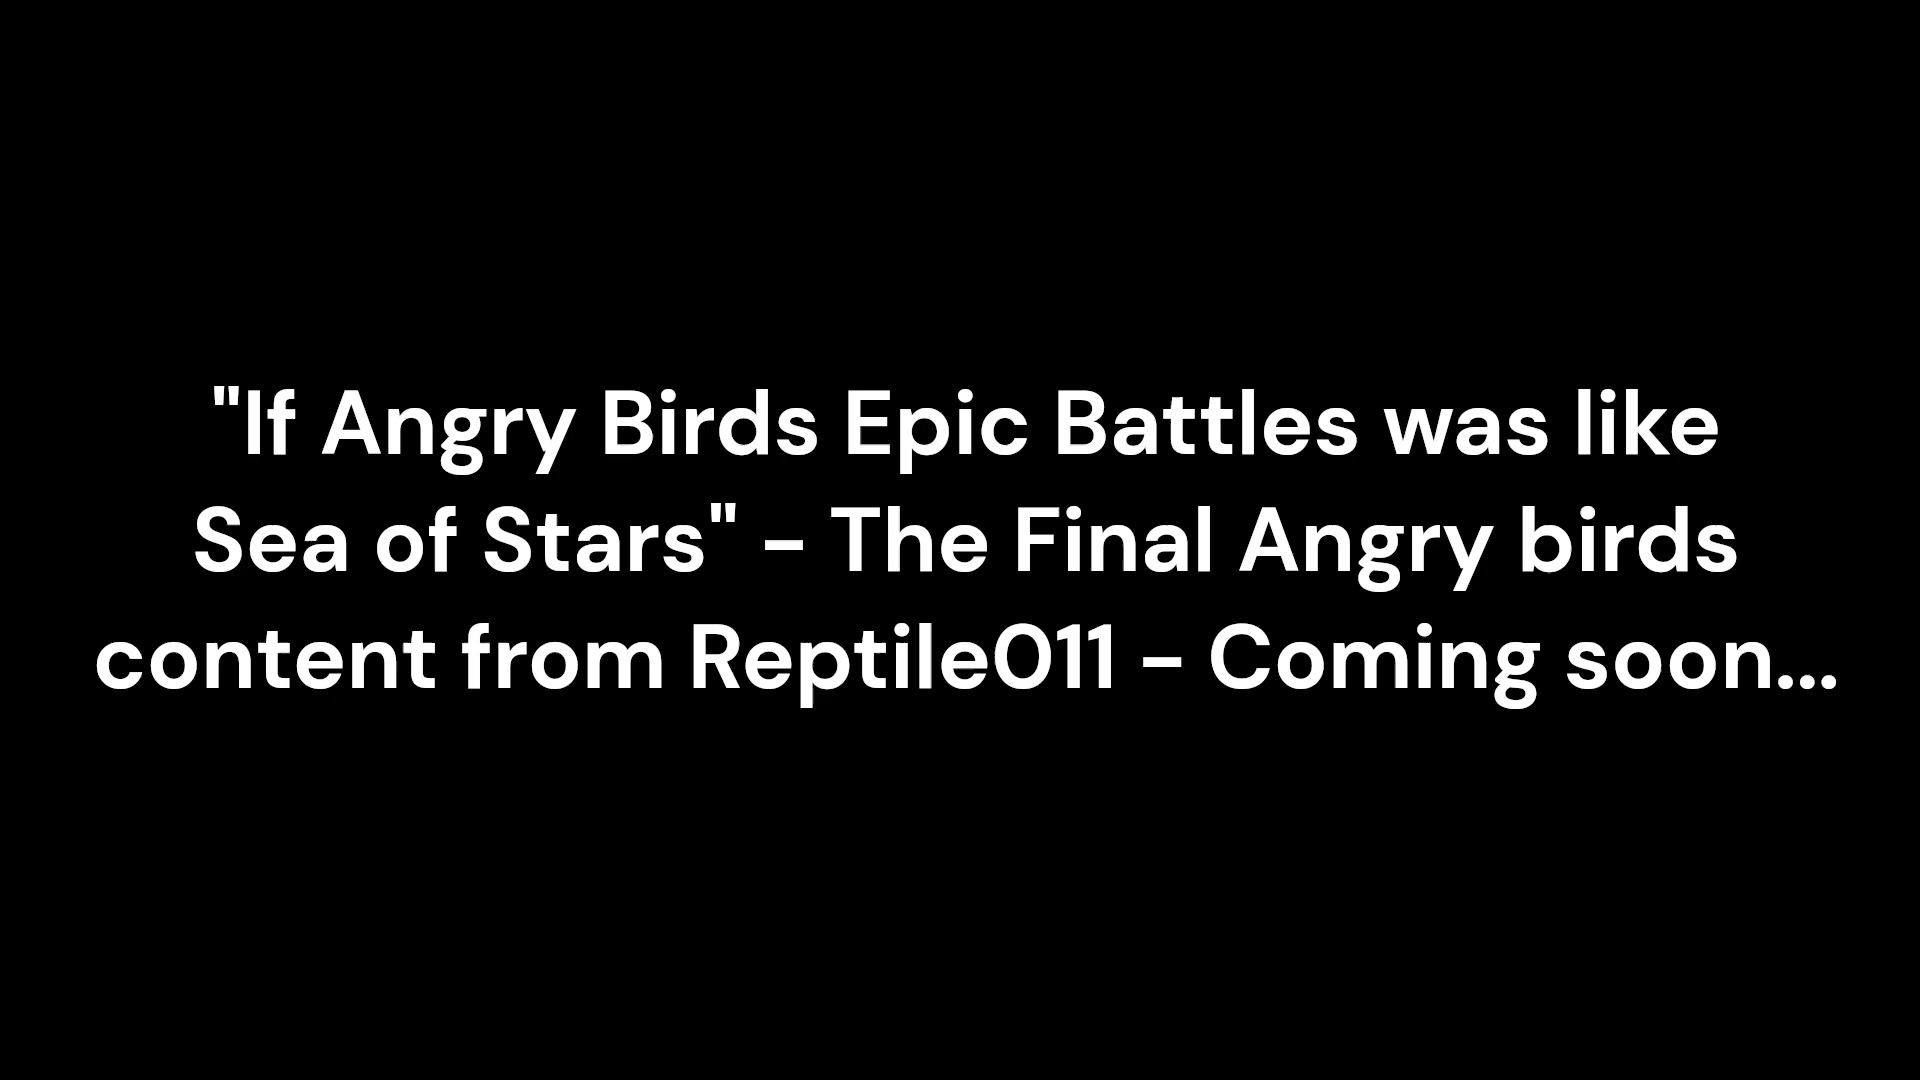 "If Angry Birds Epic Battles was like
Sea of Stars" - The Final Angry birds
content from Reptile011 - Coming soon...